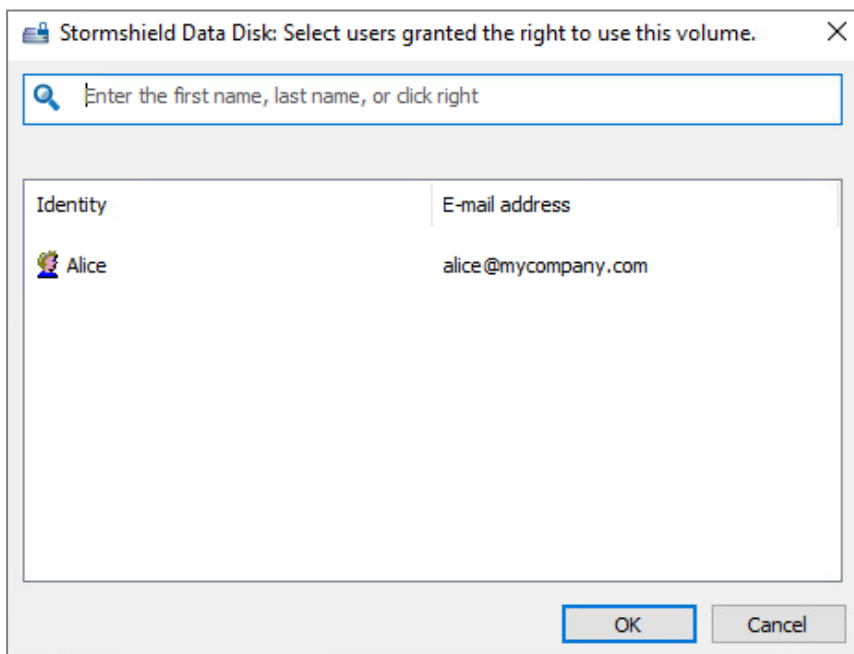 Stormshield Data Disk: Select users granted the right to use this volume.
Enter the first name, last name, or click right
Identity E-mail address
Alice alice@mycompany.com
OK Cancel